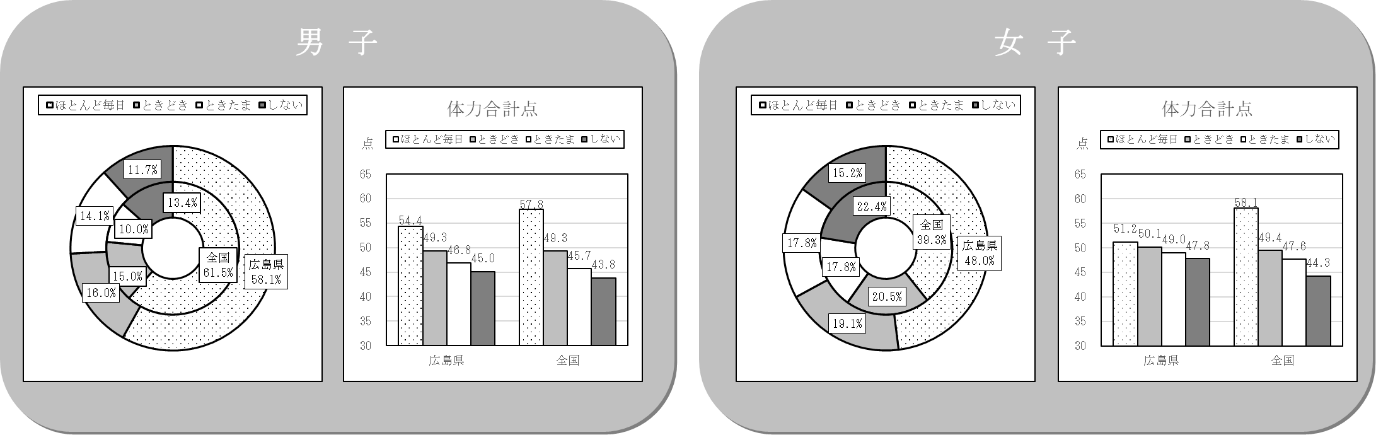 男 子
ほとんど毎日 ときどき ときたま しない
11.7%
13.4%
14.1%
10.0%
全国
61.5%
広島県
58.1%
15.0%
16.0%
体力合計点
点
ほとんど毎日 ときどき ときたま しない
65
60
55
50
45
40
35
30
54.4
49.3
46.8
45.0
57.8
49.3
45.7
43.8
広島県
全国
女 子
ほとんど毎日 ときどき ときたま しない
15.2%
22.4%
全国
39.3%
広島県
48.0%
17.8%
17.8%
20.5%
19.1%
体力合計点
点
ほとんど毎日 ときどき ときたま しない
65
60
55
50
45
40
35
30
51.2
50.1
49.0
47.8
58.1
49.4
47.6
44.3
広島県
全国